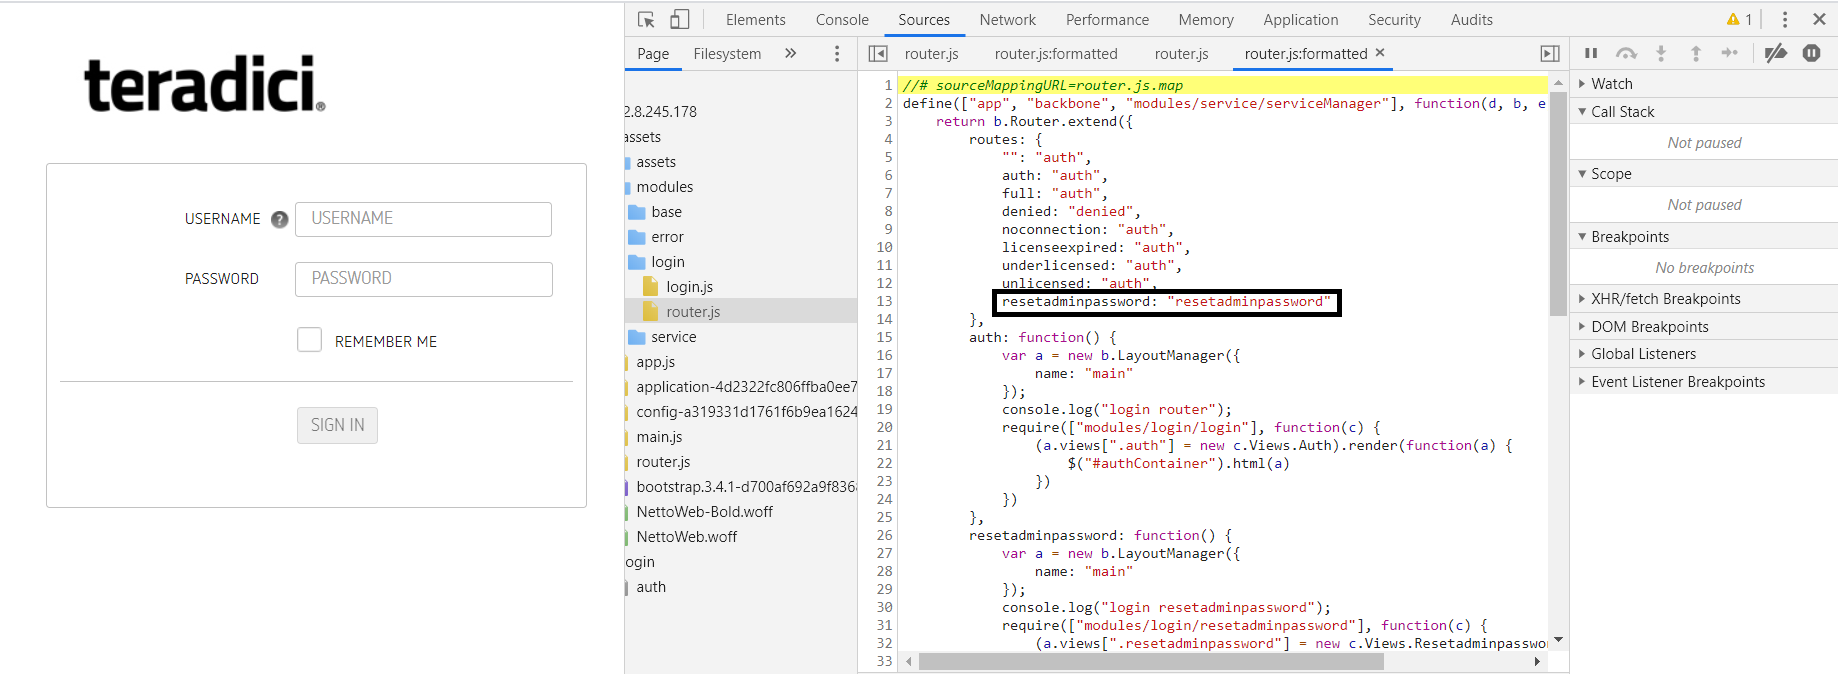 teradici®
USERNAME ? USERNAME
PASSWORD PASSWORD
REMEMBER ME
SIGN IN
Elements Console Sources Network Performance Memory Application Security Audits 1
Page Filesystem »
2.8.245.178
assets
assets
modules
base
error
login
login.js
router.js
service
app.js
application-4d2322fc806ffba0ee7
config-a319331d1761f6b9ea1624
main.js
router.js
bootstrap.3.4.1-d700af692a9f836
NettoWeb-Bold.woff
NettoWeb.woff
ogin
auth
router.js router.js:formatted router.js router.js:formatted ×
1 //# sourceMappingURL=router.js.map
2 define(["app", "backbone", "modules/service/serviceManager"], function(d, b, e
3 return b.Router.extend({
4 routes: {
5 "": "auth",
6 auth: "auth",
7 full: "auth",
8 denied: "denied",
9 noconnection: "auth",
10 licenseexpired: "auth",
11 underlicensed: "auth",
12 unlicensed: "auth",
13 resetadminpassword: "resetadminpassword"
14 },
15 auth: function() {
16 var a = new b.LayoutManager({
17 name: "main"
18 });
19 console.log("login router");
20 require(["modules/login/login"], function(c) {
21 (a.views[".auth"] = new c.Views.Auth).render(function(a) {
22 $("#authContainer").html(a)
23 })
24 })
25 },
26 resetadminpassword: function() {
27 var a = new b.LayoutManager({
28 name: "main"
29 });
30 console.log("login resetadminpassword");
31 require(["modules/login/resetadminpassword"], function(c) {
32 (a.views[".resetadminpassword"] = new c.Views.Resetadminpasswo
33
Watch
Call Stack
Not paused
Scope
Not paused
Breakpoints
No breakpoints
XHR/fetch Breakpoints
DOM Breakpoints
Global Listeners
Event Listener Breakpoints